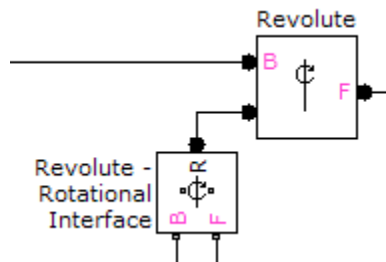 Revolute
B
F
Revolute -
Rotational
Interface
R
B F